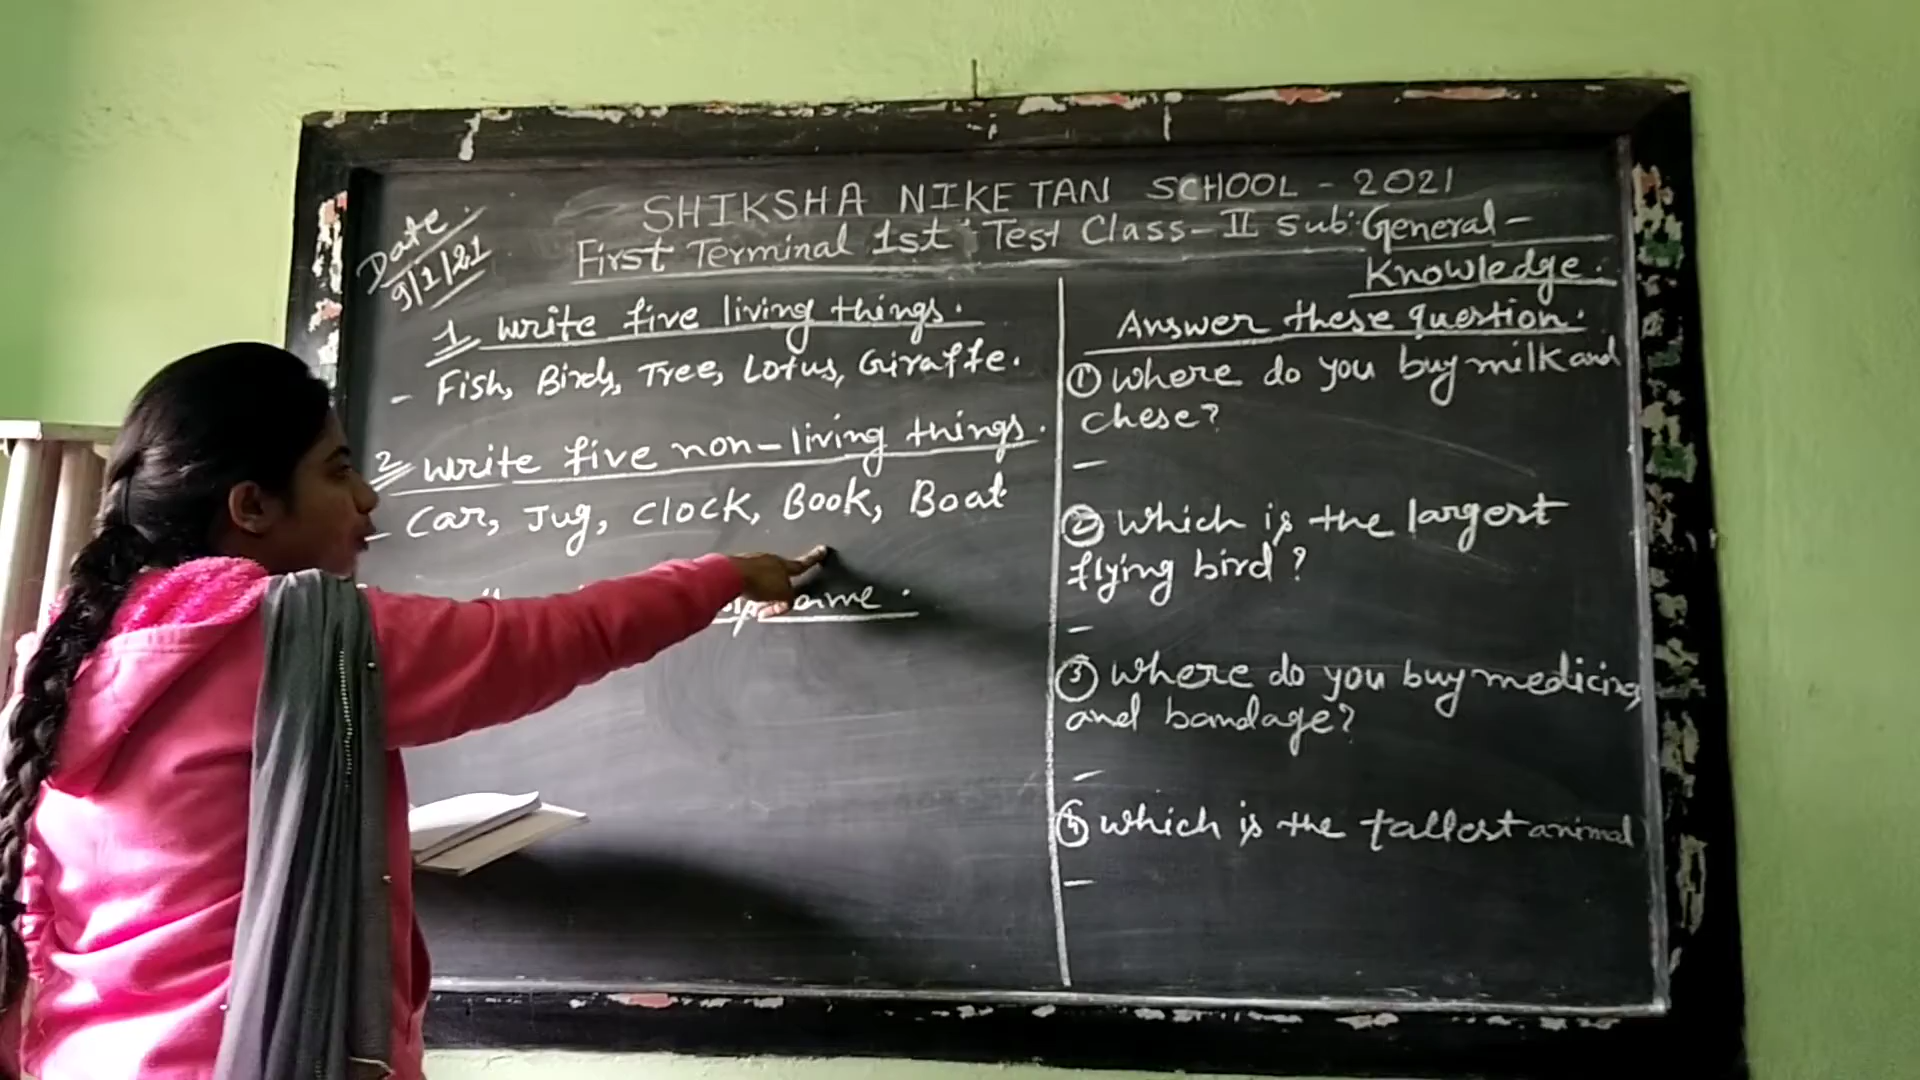 SHIKSHA NIKETAN SCHOOL - 2021
First Terminal 1st Test Class - II Sub: General -
Knowledge.
Date.
9/1/21
1 write five living things.
- Fish, Birds, Tree, Lotus, Giraffe.
2 write five non-living things.
- Car, Jug, Clock, Book, Boat
Answer these question.
① Where do you buy milk and
chese?
-
② Which is the largest
flying bird?
-
③ Where do you buy medicing
and bandage?
-
④ Which is the tallest animal
-